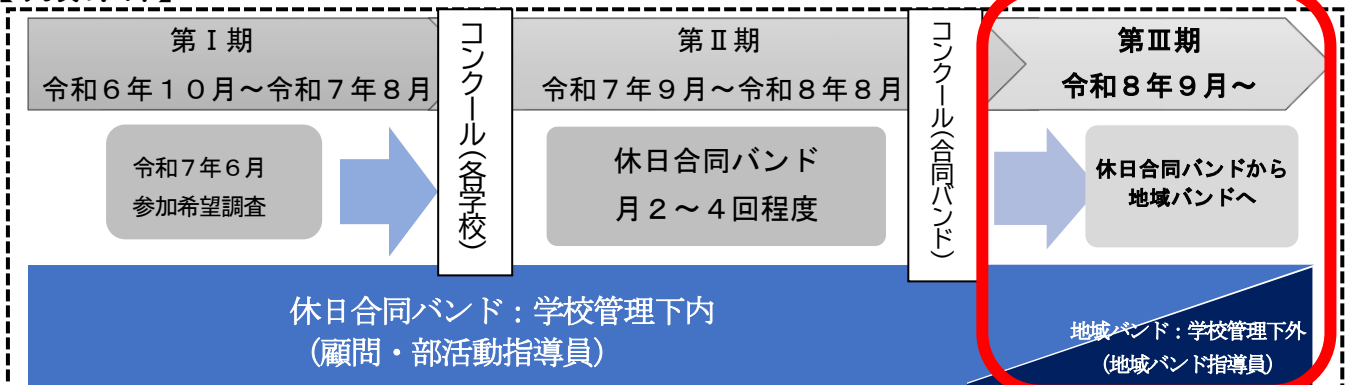 第Ⅰ期
令和６年１０月～令和７年８月
コンクール(各学校)
第Ⅱ期
令和７年９月～令和８年８月
コンクール(合同バンド)
第Ⅲ期
令和８年９月～
令和７年６月
参加希望調査
休日合同バンド
月２～４回程度
休日合同バンドから
地域バンドへ
休日合同バンド：学校管理下内
（顧問・部活動指導員）
地域バンド：学校管理下外
（地域バンド指導員）